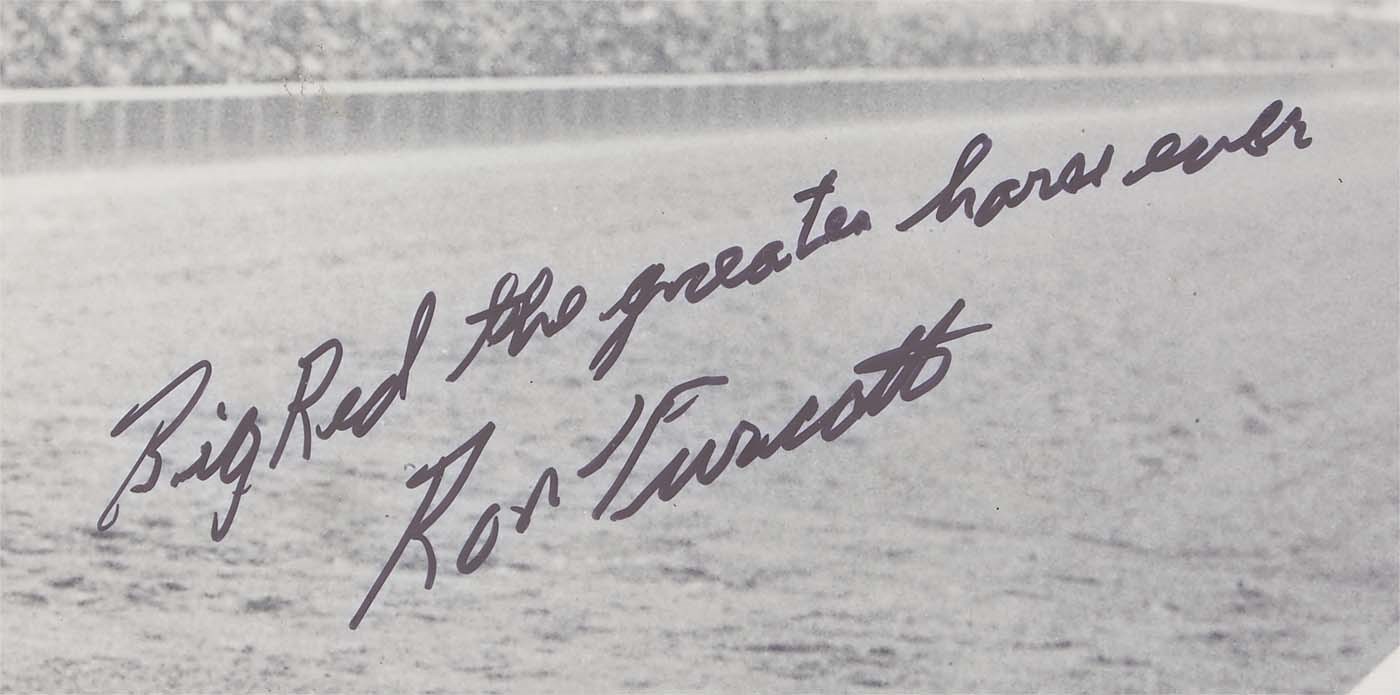 Big Red the greates horse ever
Ron Turcotte